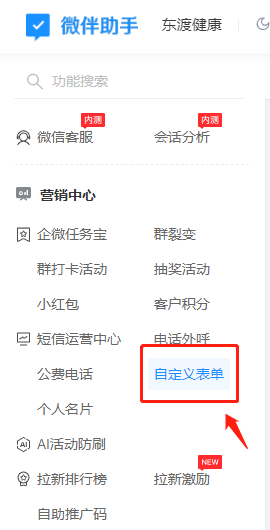 微伴助手 东渡健康
功能搜索
内测 内测
微信客服 会话分析
营销中心
企微任务宝 群裂变
群打卡活动 抽奖活动
小红包 客户积分
短信运营中心 电话外呼
公费电话 自定义表单
个人名片
AI AI活动防刷
NEW
拉新排行榜 拉新激励
自助推广码